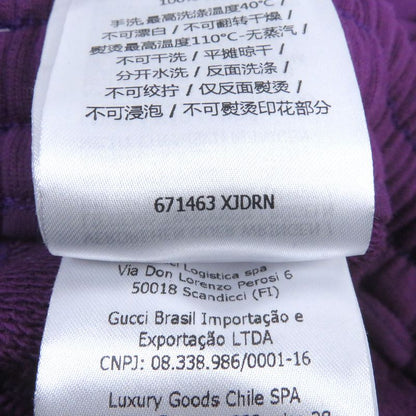 100%
手洗,最高洗涤温度40°C/
不可漂白/不可翻转干燥/
熨烫最高温度110°C-无蒸汽/
不可干洗/平摊晾干/
分开水洗/反面洗涤/
不可绞拧/仅反面熨烫/
不可浸泡/不可熨烫印花部分
671463 XJDRN
Gucci Logistica spa
Via Don Lorenzo Perosi 6
50018 Scandicci (FI)
Gucci Brasil Importação e
Exportação LTDA
CNPJ: 08.338.986/0001-16
Luxury Goods Chile SPA